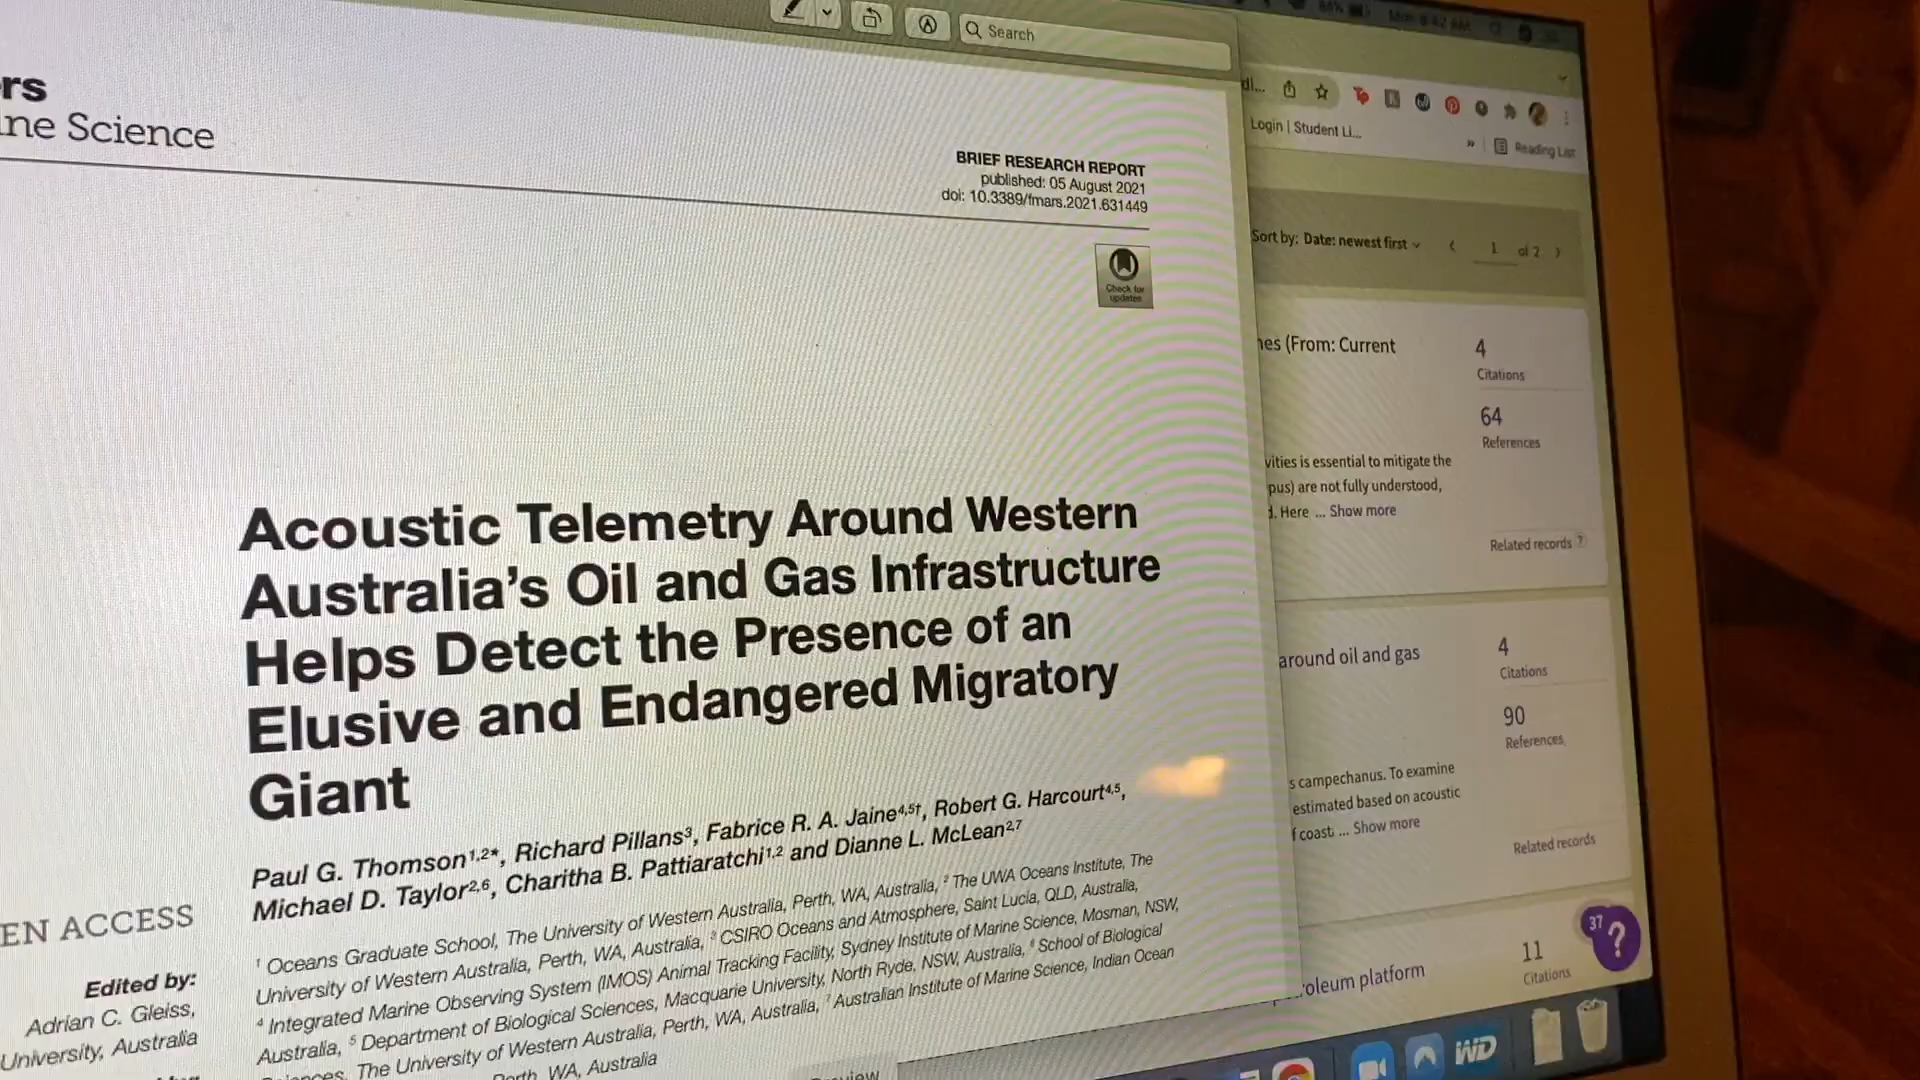 rs
ine Science
BRIEF RESEARCH REPORT
published: 05 August 2021
doi: 10.3389/fmars.2021.631449
Check for
updates
Acoustic Telemetry Around Western
Australia's Oil and Gas Infrastructure
Helps Detect the Presence of an
Elusive and Endangered Migratory
Giant
Paul G. Thomson1,2*, Richard Pillans3, Fabrice R. A. Jaine4,5†, Robert G. Harcourt4,5,
Michael D. Taylor2,6, Charitha B. Pattiaratchi1,2 and Dianne L. McLean2,7
1 Oceans Graduate School, The University of Western Australia, Perth, WA, Australia, 2 The UWA Oceans Institute, The
University of Western Australia, Perth, WA, Australia, 3 CSIRO Oceans and Atmosphere, Saint Lucia, QLD, Australia,
4 Integrated Marine Observing System (IMOS) Animal Tracking Facility, Sydney Institute of Marine Science, Mosman, NSW,
Australia, 5 Department of Biological Sciences, Macquarie University, North Ryde, NSW, Australia, 6 School of Biological
ences, The University of Western Australia, Perth, WA, Australia, 7 Australian Institute of Marine Science, Indian Ocean
Perth, WA, Australia
EN ACCESS
Edited by:
Adrian C. Gleiss,
University, Australia
Search
Login | Student Li...
Reading List
Sort by: Date: newest first
1 of 2
nes (From: Current
4
Citations
64
References
vities is essential to mitigate the
pus) are not fully understood,
d. Here ... Show more
Related records ?
around oil and gas
4
Citations
90
References
s campechanus. To examine
estimated based on acoustic
f coast ... Show more
Related records
roleum platform
11
Citations
37
?
WD